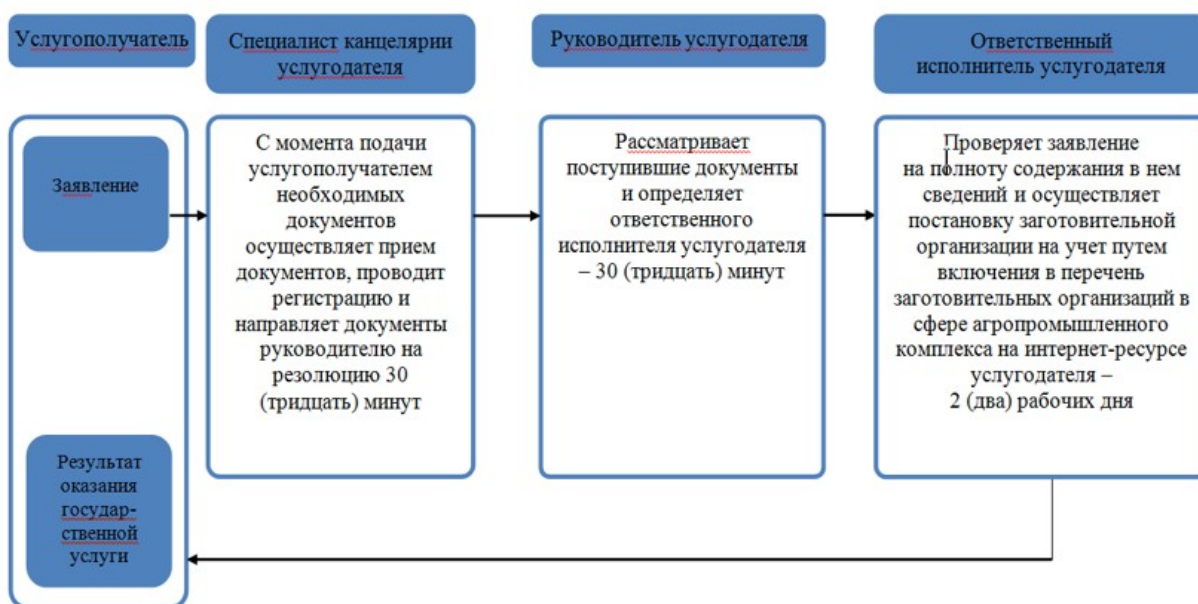 Услугополучатель
Специалист канцелярии
услугодателя
Руководитель услугодателя
Ответственный
исполнитель услугодателя
Заявление
С момента подачи
услугополучателем
необходимых
документов
осуществляет прием
документов, проводит
регистрацию и
направляет документы
руководителю на
резолюцию 30
(тридцать) минут
Рассматривает
поступившие документы
и определяет
ответственного
исполнителя услугодателя
– 30 (тридцать) минут
Проверяет заявление
на полноту содержания в нем
сведений и осуществляет
постановку заготовительной
организации на учет путем
включения в перечень
заготовительных организаций в
сфере агропромышленного
комплекса на интернет-ресурсе
услугодателя –
2 (два) рабочих дня
Результат
оказания
государ-
ственной
услуги